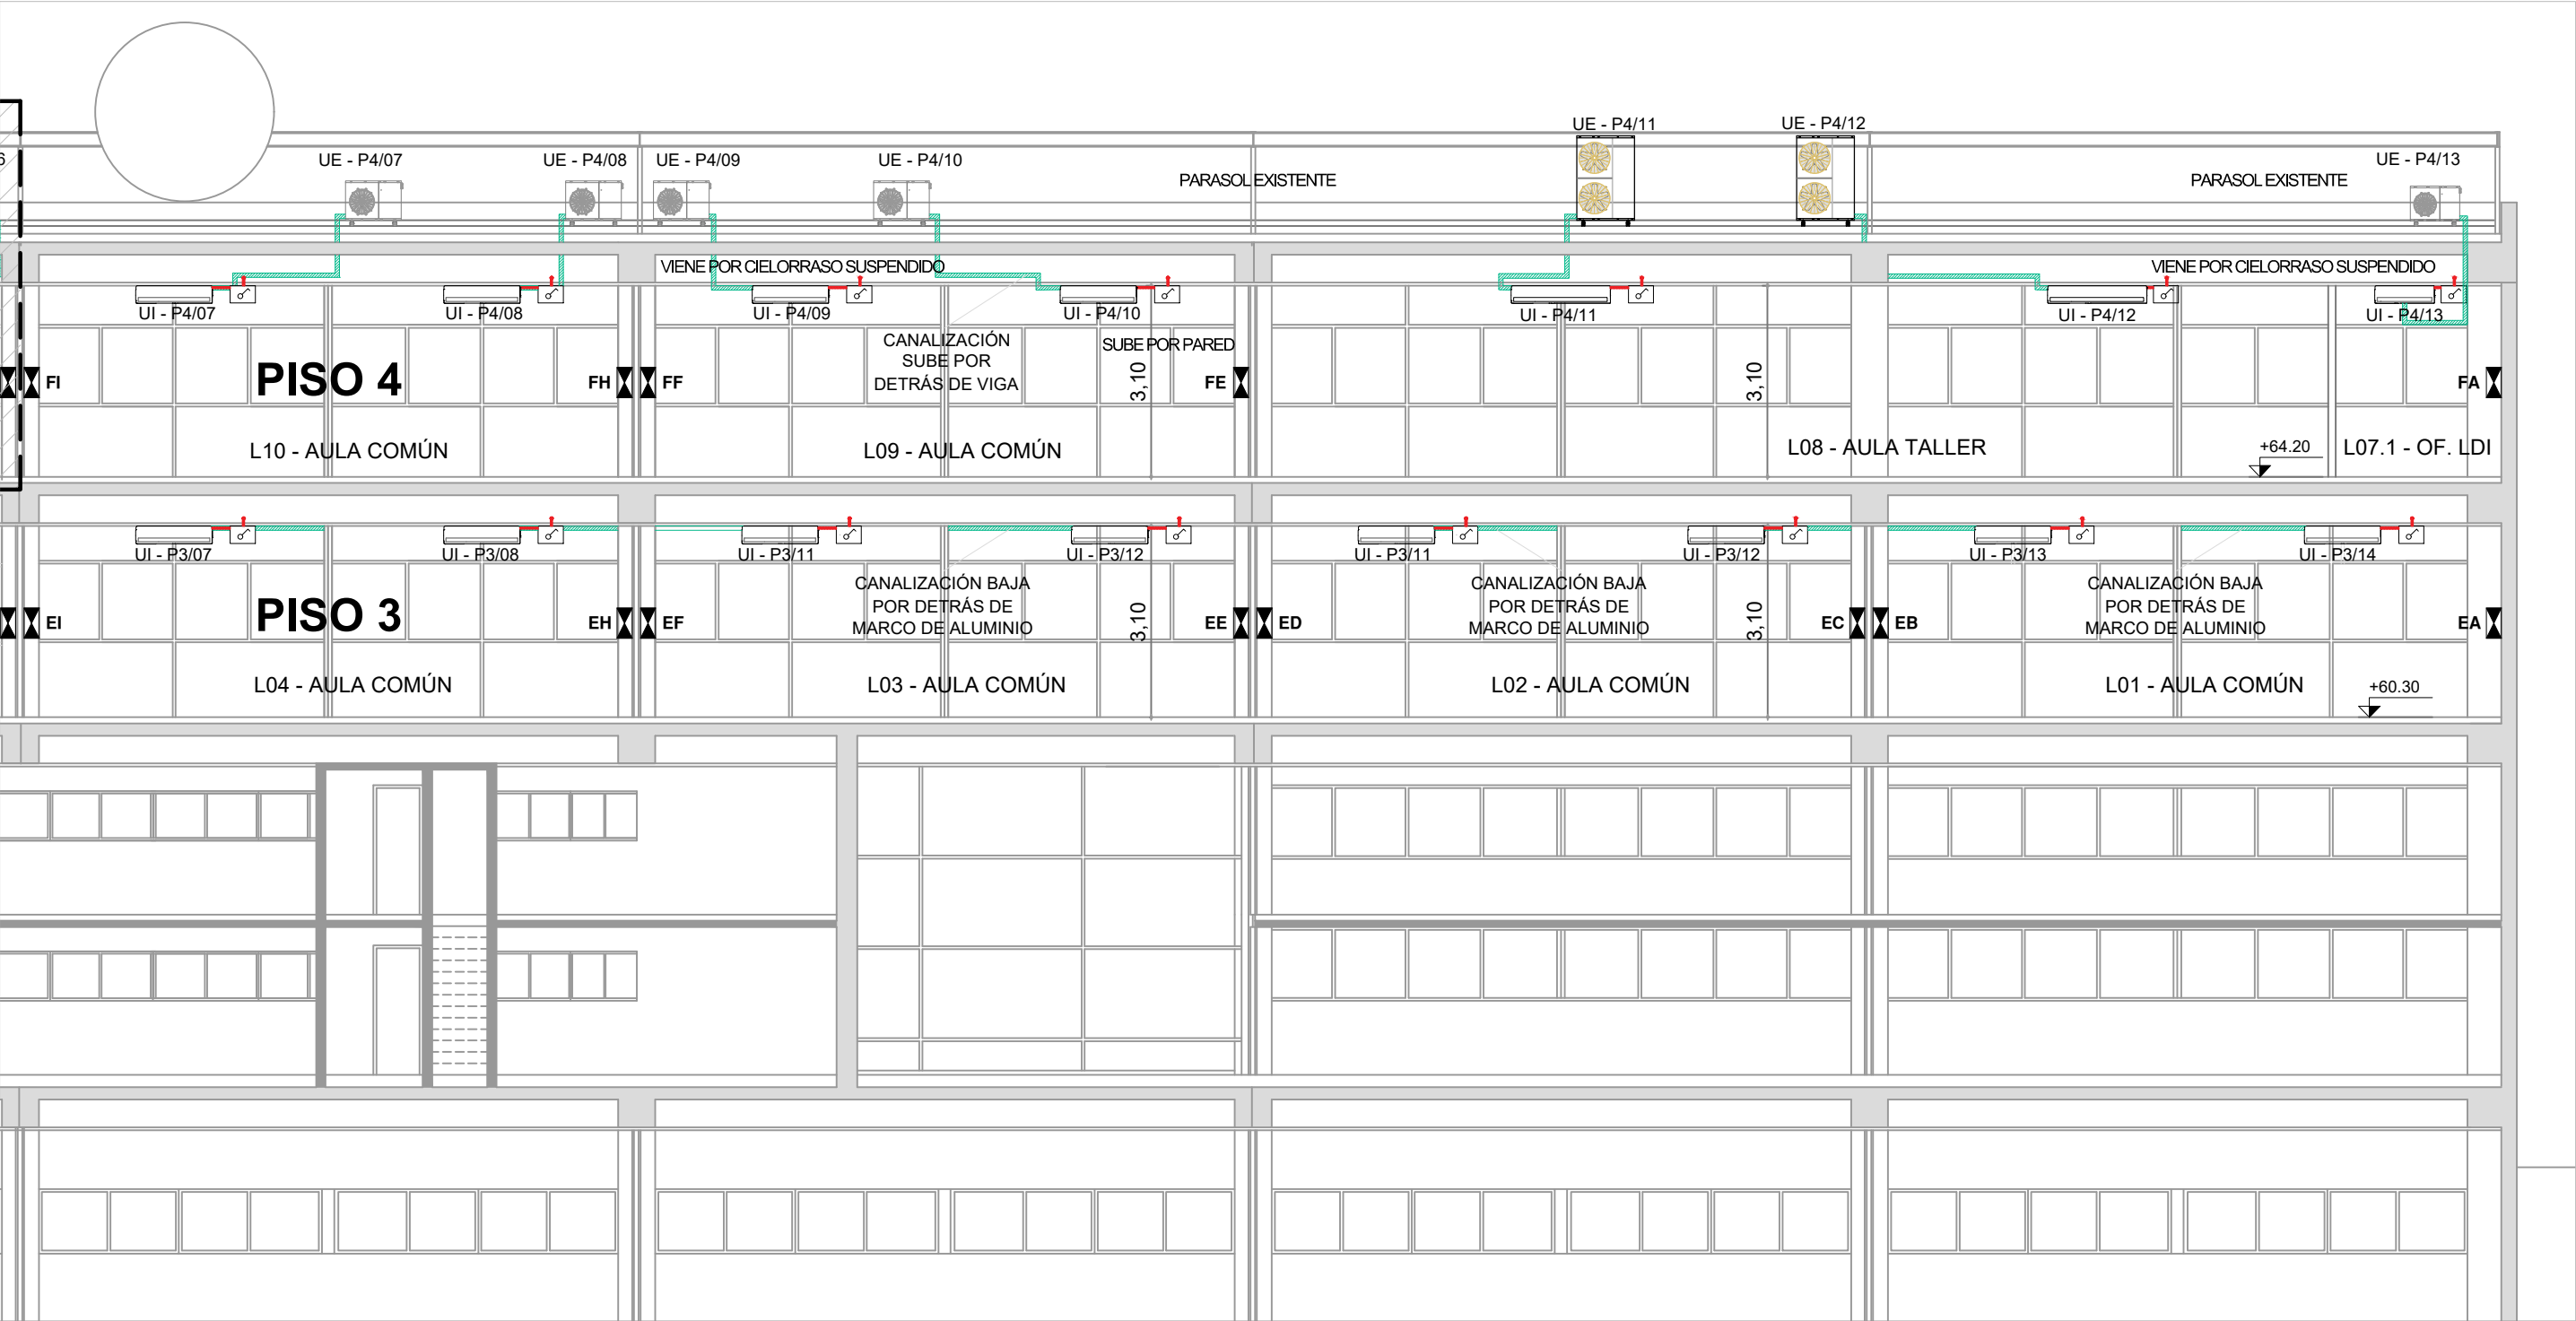 UE - P4/11
UE - P4/12
6
UE - P4/07
UE - P4/08
UE - P4/09
UE - P4/10
UE - P4/13
PARASOL EXISTENTE
PARASOL EXISTENTE
VIENE POR CIELORRASO SUSPENDIDO
VIENE POR CIELORRASO SUSPENDIDO
UI - P4/07
UI - P4/08
UI - P4/09
UI - P4/10
UI - P4/11
UI - P4/12
UI - P4/13
CANALIZACIÓN
SUBE POR
DETRÁS DE VIGA
SUBE POR PARED
3,10
3,10
FI
PISO 4
FH
FF
FE
FA
L10 - AULA COMÚN
L09 - AULA COMÚN
L08 - AULA TALLER
+64.20
L07.1 - OF. LDI
UI - P3/07
UI - P3/08
UI - P3/11
UI - P3/12
UI - P3/11
UI - P3/12
UI - P3/13
UI - P3/14
CANALIZACIÓN BAJA
POR DETRÁS DE
MARCO DE ALUMINIO
CANALIZACIÓN BAJA
POR DETRÁS DE
MARCO DE ALUMINIO
CANALIZACIÓN BAJA
POR DETRÁS DE
MARCO DE ALUMINIO
3,10
3,10
EI
PISO 3
EH
EF
EE
ED
EC
EB
EA
L04 - AULA COMÚN
L03 - AULA COMÚN
L02 - AULA COMÚN
L01 - AULA COMÚN
+60.30